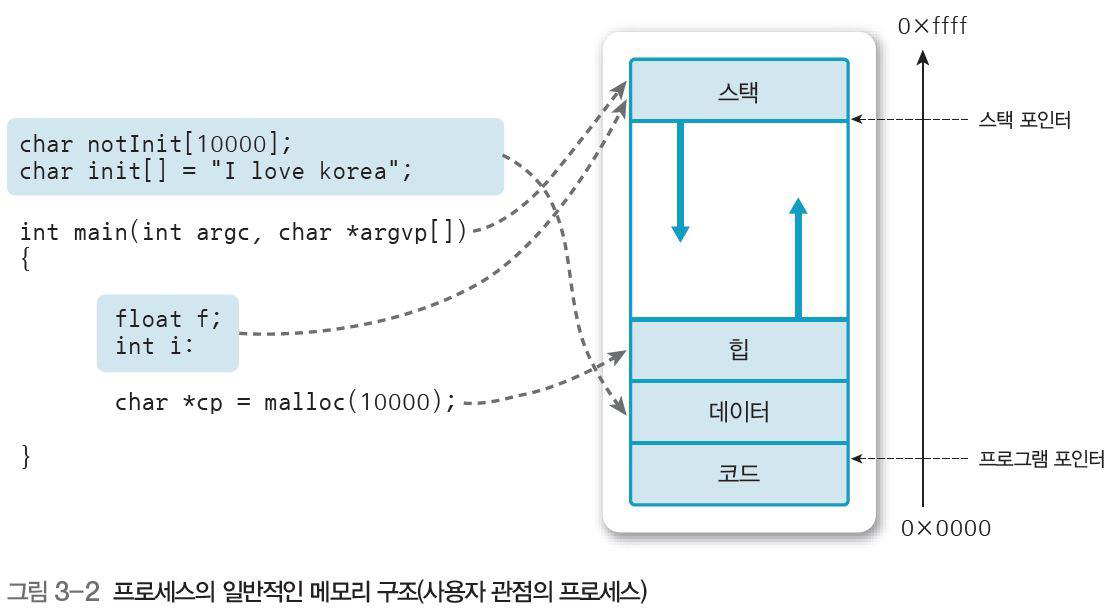 char notInit[10000];
char init[] = "I love korea";
int main(int argc, char *argvp[])
{
float f;
int i:
char *cp = malloc(10000);
}
0×ffff
스택
스택 포인터
힙
데이터
코드
프로그램 포인터
0×0000
그림 3-2 프로세스의 일반적인 메모리 구조(사용자 관점의 프로세스)